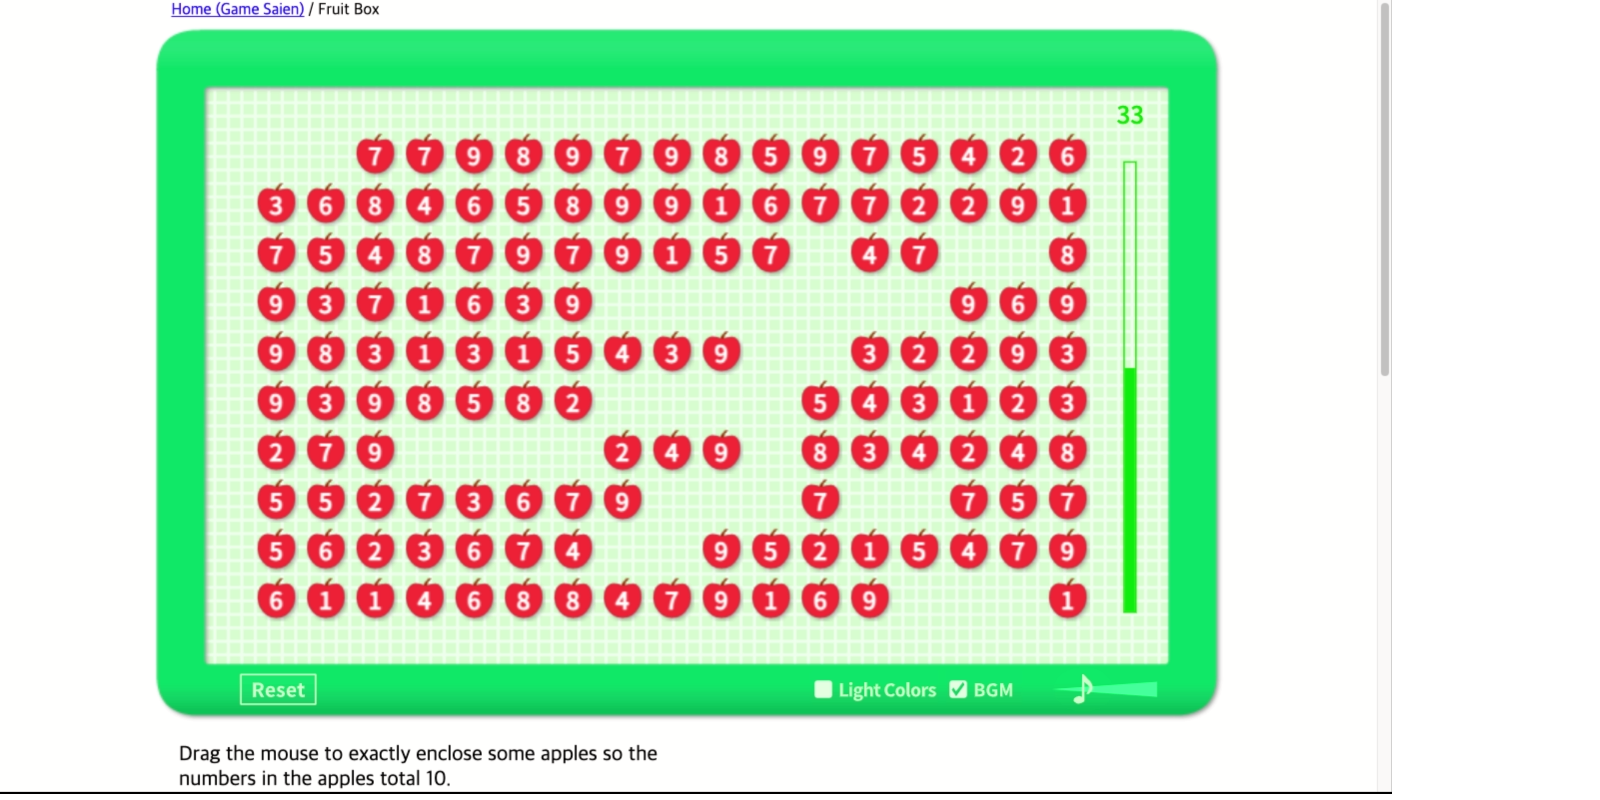 Home (Game Saien) / Fruit Box
33
7 7 9 8 9 7 9 8 5 9 7 5 4 2 6
3 6 8 4 6 5 8 9 9 1 6 7 7 2 2 9 1
7 5 4 8 7 9 7 9 1 5 7 4 7 8
9 3 7 1 6 3 9 9 6 9
9 8 3 1 3 1 5 4 3 9 3 2 2 9 3
9 3 9 8 5 8 2 5 4 3 1 2 3
2 7 9 2 4 9 8 3 4 2 4 8
5 5 2 7 3 6 7 9 7 7 5 7
5 6 2 3 6 7 4 9 5 2 1 5 4 7 9
6 1 1 4 6 8 8 4 7 9 1 6 9 1
Reset Light Colors BGM
Drag the mouse to exactly enclose some apples so the
numbers in the apples total 10.